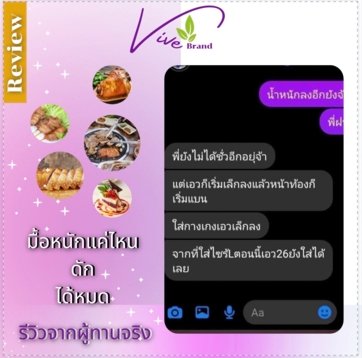 Review
Vive
Brand
น้ำหนักลงอีกยังจ๊
พี่ฝ
พี่ยังไม่ได้ชั่วอีกอยู่จ้า
แต่เอวก็เริ่มเล็กลงแล้วหน้าท้องก็
เริ่มแบน
ใส่กางเกงเอวเล็กลง
จากที่ใส่ไซร้L ตอนนี้เอว26ยังใส่ได้
เลย
Aa
มื้อหนักแค่ไหน
ดัก
ได้หมด
รีวิวจากผู้ทานจริง